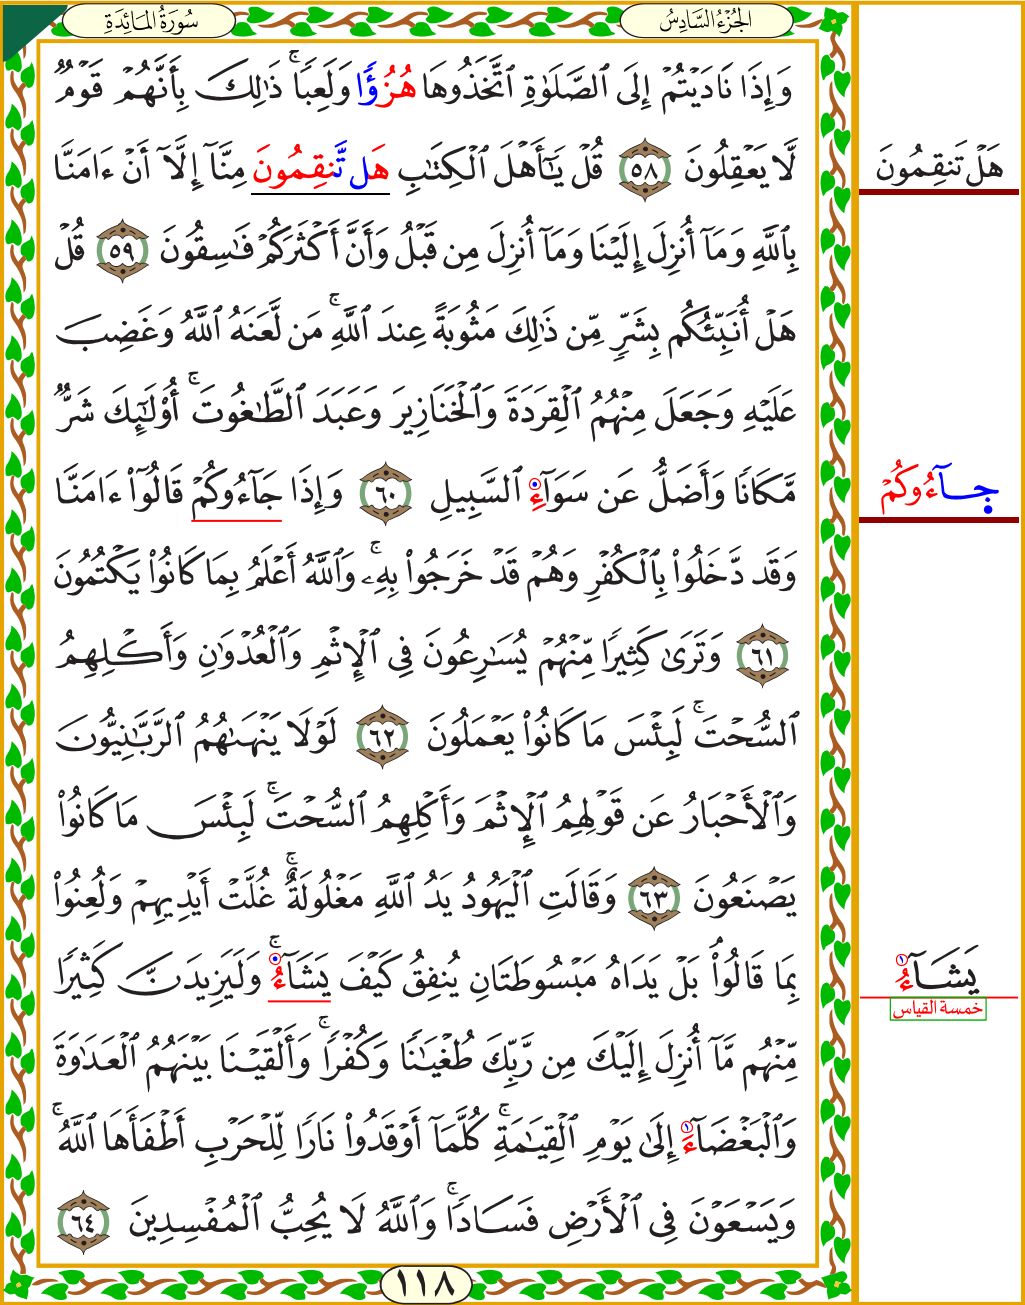 سُورَةُ المَائِدَةِ
الجُزْءُ السَّادِسُ
وَإِذَا نَادَيْتُمْ إِلَى ٱلصَّلَوٰةِ ٱتَّخَذُوهَا هُزُؤًا وَلَعِبًا ۚ ذَٰلِكَ بِأَنَّهُمْ قَوْمٌ
لَّا يَعْقِلُونَ ٥٨ قُلْ يَـٰٓأَهْلَ ٱلْكِتَـٰبِ هَل تَّنقِمُونَ مِنَّآ إِلَّآ أَنْ ءَامَنَّا
بِٱللَّهِ وَمَآ أُنزِلَ إِلَيْنَا وَمَآ أُنزِلَ مِن قَبْلُ وَأَنَّ أَكْثَرَكُمْ فَـٰسِقُونَ ٥٩ قُلْ
هَلْ أُنَبِّئُكُم بِشَرٍّ مِّن ذَٰلِكَ مَثُوبَةً عِندَ ٱللَّهِ ۚ مَن لَّعَنَهُ ٱللَّهُ وَغَضِبَ
عَلَيْهِ وَجَعَلَ مِنْهُمُ ٱلْقِرَدَةَ وَٱلْخَنَازِيرَ وَعَبَدَ ٱلطَّـٰغُوتَ ۚ أُو۟لَـٰٓئِكَ شَرٌّ
مَّكَانًا وَأَضَلُّ عَن سَوَآءِ ٱلسَّبِيلِ ٦٠ وَإِذَا جَآءُوكُمْ قَالُوٓا۟ ءَامَنَّا
وَقَد دَّخَلُوا۟ بِٱلْكُفْرِ وَهُمْ قَدْ خَرَجُوا۟ بِهِۦ ۚ وَٱللَّهُ أَعْلَمُ بِمَا كَانُوا۟ يَكْتُمُونَ
٦١ وَتَرَىٰ كَثِيرًا مِّنْهُمْ يُسَـٰرِعُونَ فِى ٱلْإِثْمِ وَٱلْعُدْوَٰنِ وَأَكْلِهِمُ
ٱلسُّحْتَ ۚ لَبِئْسَ مَا كَانُوا۟ يَعْمَلُونَ ٦٢ لَوْلَا يَنْهَىٰهُمُ ٱلرَّبَّـٰنِيُّونَ
وَٱلْأَحْبَارُ عَن قَوْلِهِمُ ٱلْإِثْمَ وَأَكْلِهِمُ ٱلسُّحْتَ ۚ لَبِئْسَ مَا كَانُوا۟
يَصْنَعُونَ ٦٣ وَقَالَتِ ٱلْيَهُودُ يَدُ ٱللَّهِ مَغْلُولَةٌ ۚ غُلَّتْ أَيْدِيهِمْ وَلُعِنُوا۟
بِمَا قَالُوا۟ ۘ بَلْ يَدَاهُ مَبْسُوطَتَانِ يُنفِقُ كَيْفَ يَشَآءُ ۚ وَلَيَزِيدَنَّ كَثِيرًا
مِّنْهُم مَّآ أُنزِلَ إِلَيْكَ مِن رَّبِّكَ طُغْيَـٰنًا وَكُفْرًا ۚ وَأَلْقَيْنَا بَيْنَهُمُ ٱلْعَدَٰوَةَ
وَٱلْبَغْضَآءَ ١ إِلَىٰ يَوْمِ ٱلْقِيَـٰمَةِ ۚ كُلَّمَآ أَوْقَدُوا۟ نَارًا لِّلْحَرْبِ أَطْفَأَهَا ٱللَّهُ ۚ
وَيَسْعَوْنَ فِى ٱلْأَرْضِ فَسَادًا ۚ وَٱللَّهُ لَا يُحِبُّ ٱلْمُفْسِدِينَ ٦٤
١١٨
هَلْ تَنقِمُونَ
جَآءُوكُمْ
يَشَآءُ ١
خمسة القياس